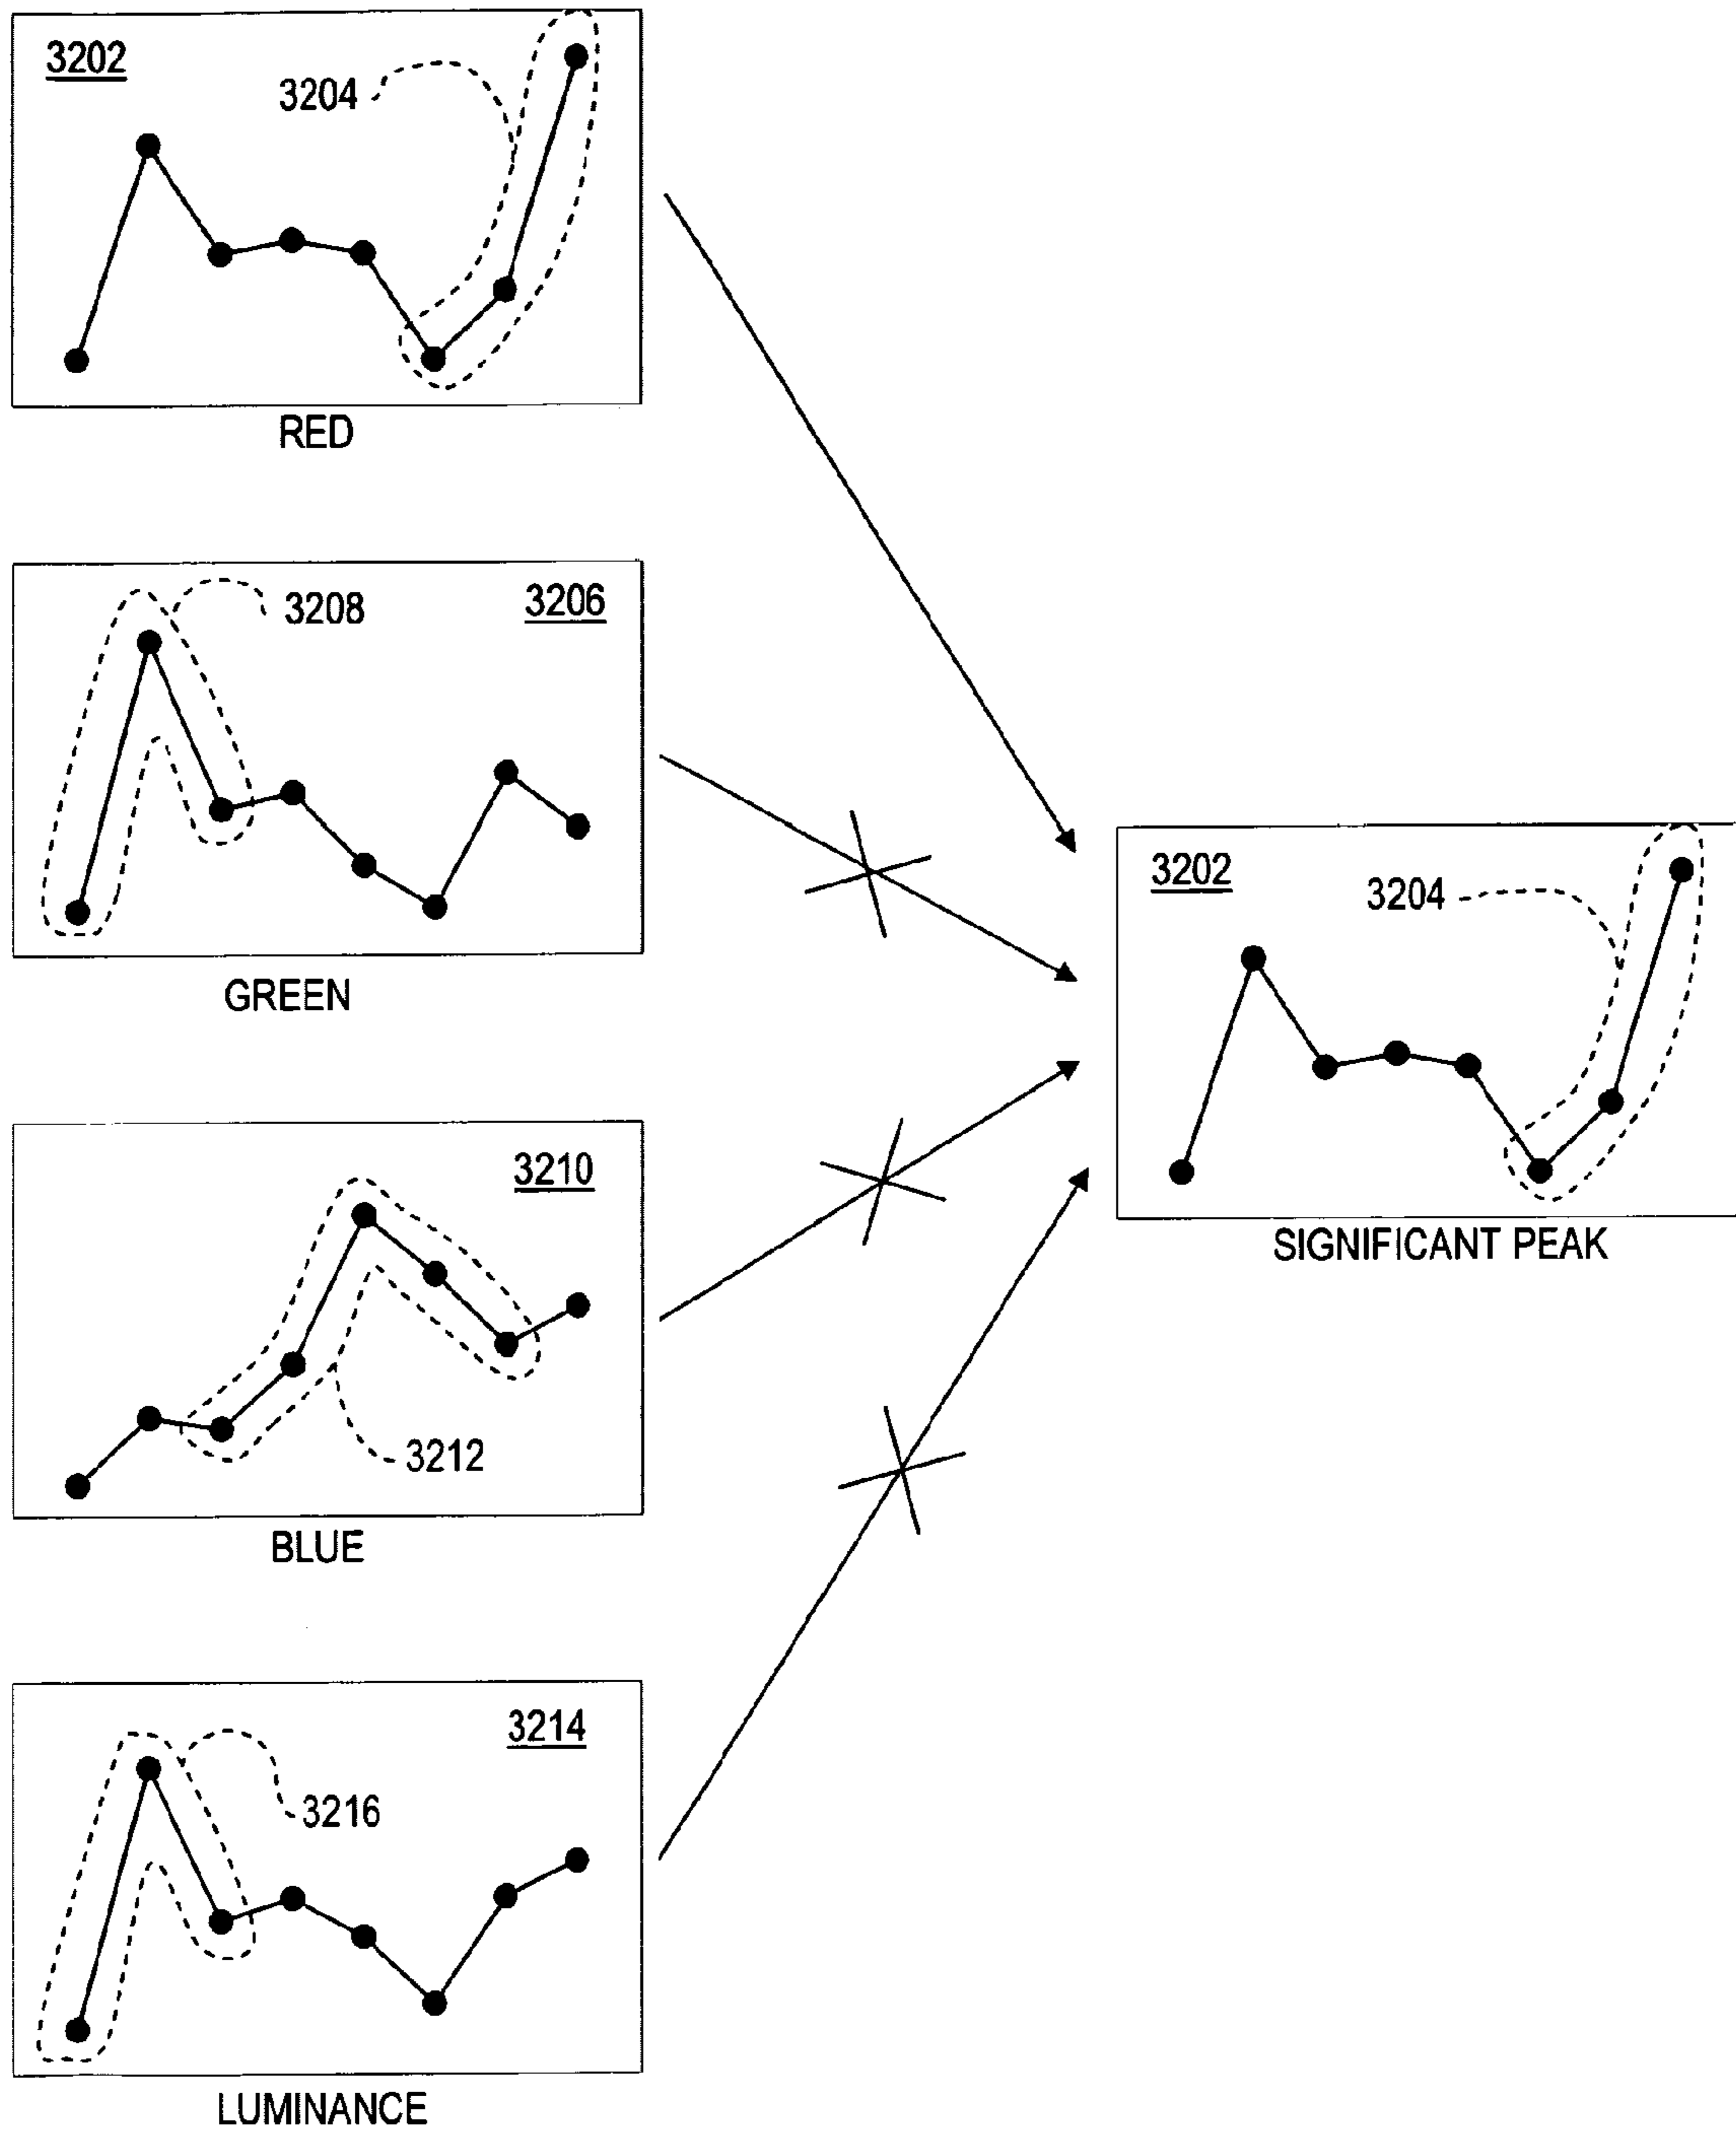 3202
3204
RED
3208
3206
GREEN
3202
3204
SIGNIFICANT PEAK
3210
3212
BLUE
3214
3216
LUMINANCE